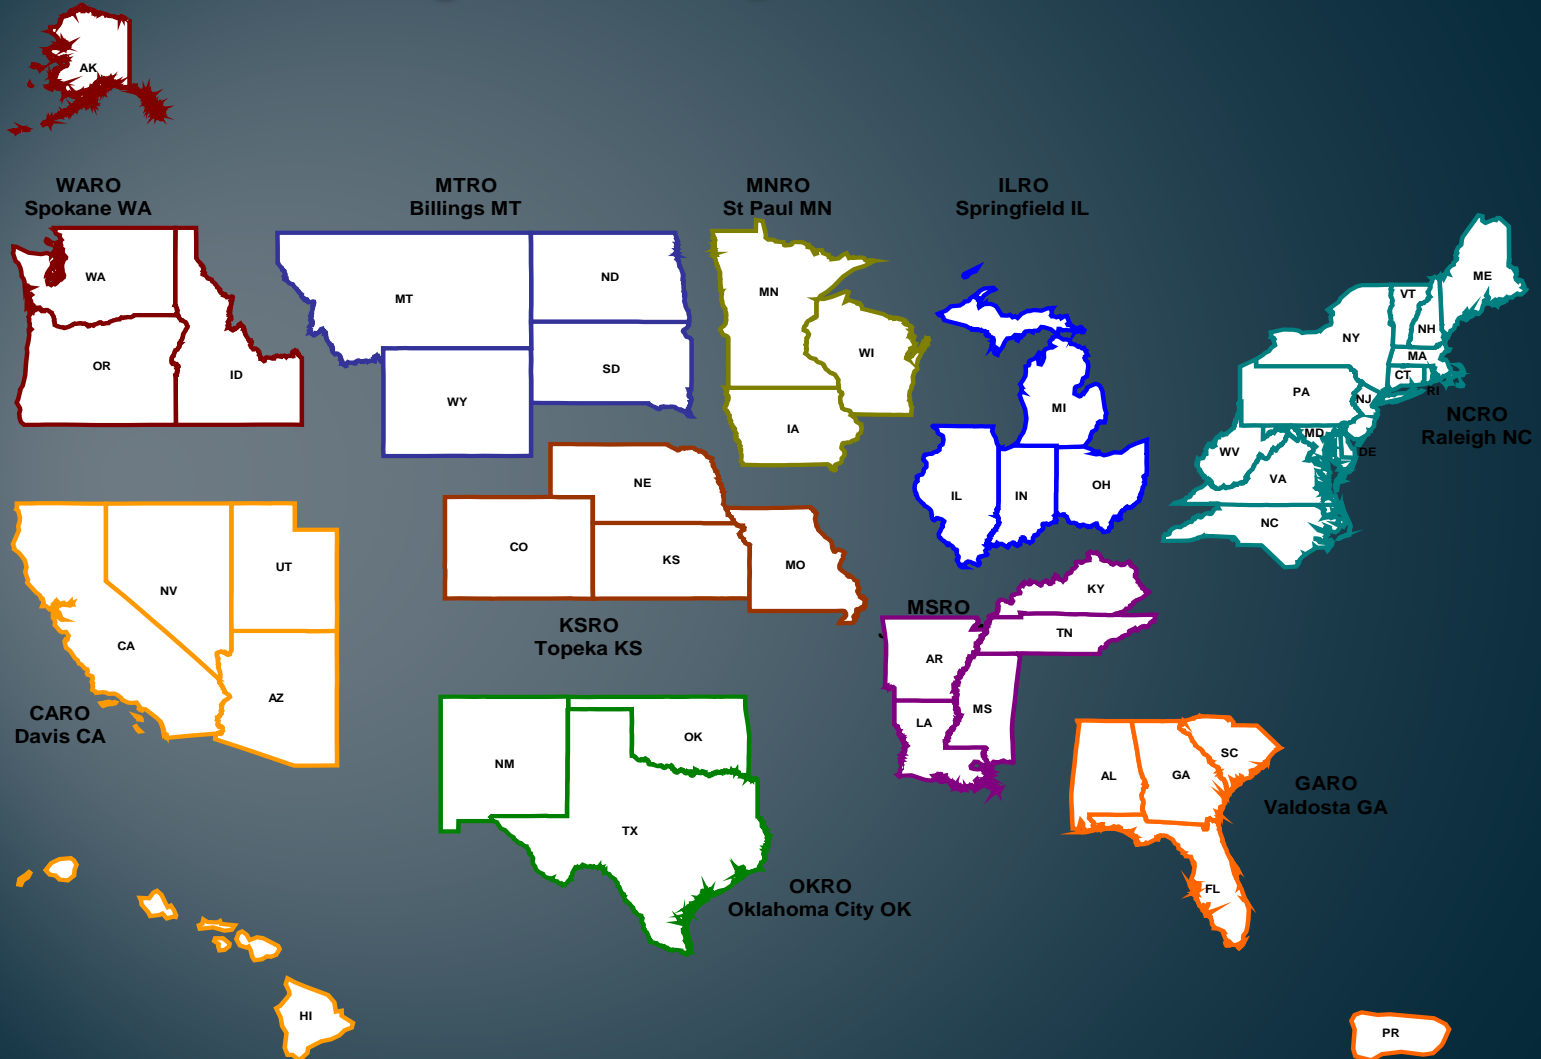 AK
WARO
Spokane WA
MTRO
Billings MT
MNRO
St Paul MN
ILRO
Springfield IL
WA
OR
ID
MT
ND
SD
WY
MN
WI
IA
MI
IL
IN
OH
ME
VT
NH
NY
MA
CT
RI
PA
NJ
NCRO
Raleigh NC
MD
DE
WV
VA
NC
NE
CO
KS
MO
KSRO
Topeka KS
UT
NV
CA
AZ
CARO
Davis CA
MSRO
KY
TN
AR
MS
LA
NM
OK
TX
OKRO
Oklahoma City OK
AL
GA
SC
FL
GARO
Valdosta GA
HI
PR